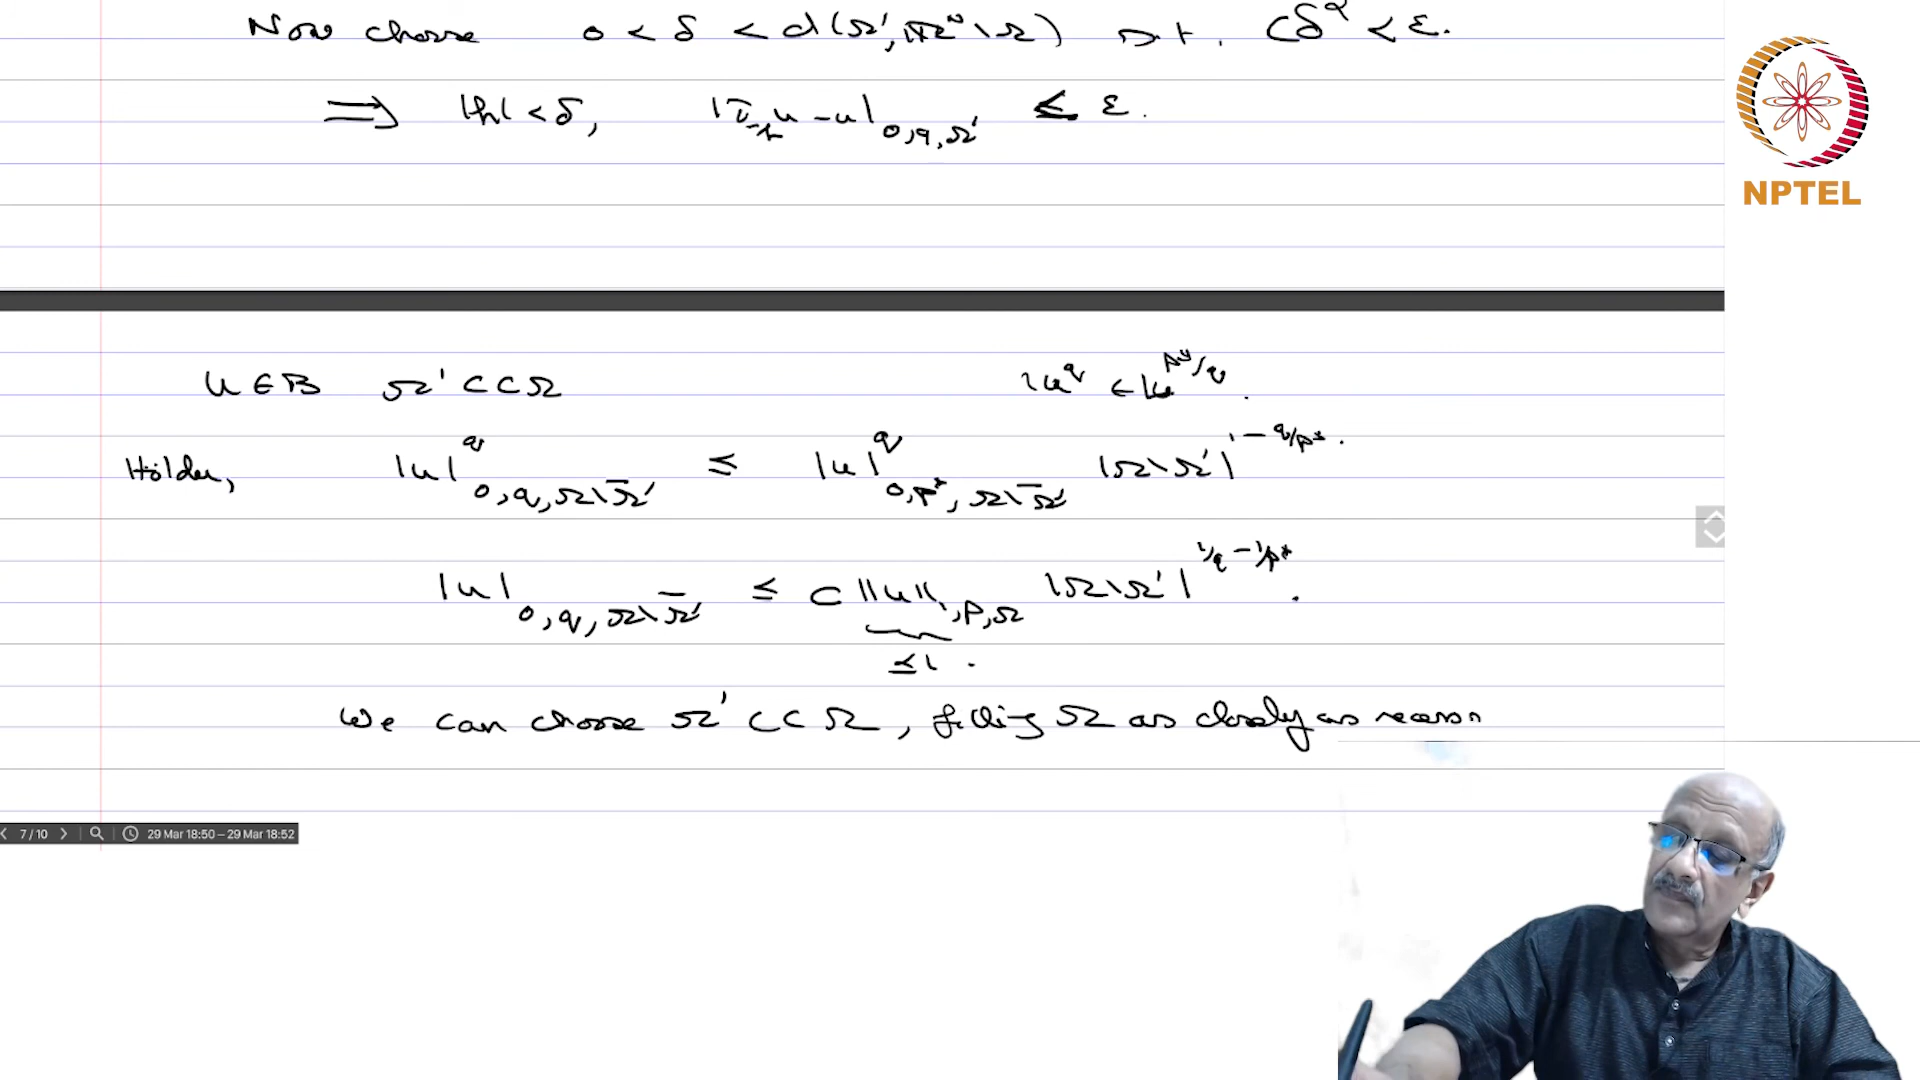 Now choose 0 < δ < d(Ω', ℝᴺ\Ω) s.t. Cδ^α < ε.
⇒ |h| < δ, |τ₋ₕu − u|_{0,q,Ω'} ≤ ε.
NPTEL
u ∈ B Ω' ⊂⊂ Ω |u|^q ∈ L^{p*/q}.
Hölder, |u|^q_{0,q,Ω\Ω̄'} ≤ |u|^q_{0,p*,Ω\Ω̄'} |Ω\Ω'|^{1−q/p*}.
|u|_{0,q,Ω\Ω̄'} ≤ C ||u||_{1,p,Ω} |Ω\Ω'|^{1/q − 1/p*}.
≤ 1.
We can choose Ω' ⊂⊂ Ω, filling Ω as closely as
7 / 10 29 Mar 18:50 – 29 Mar 18:52